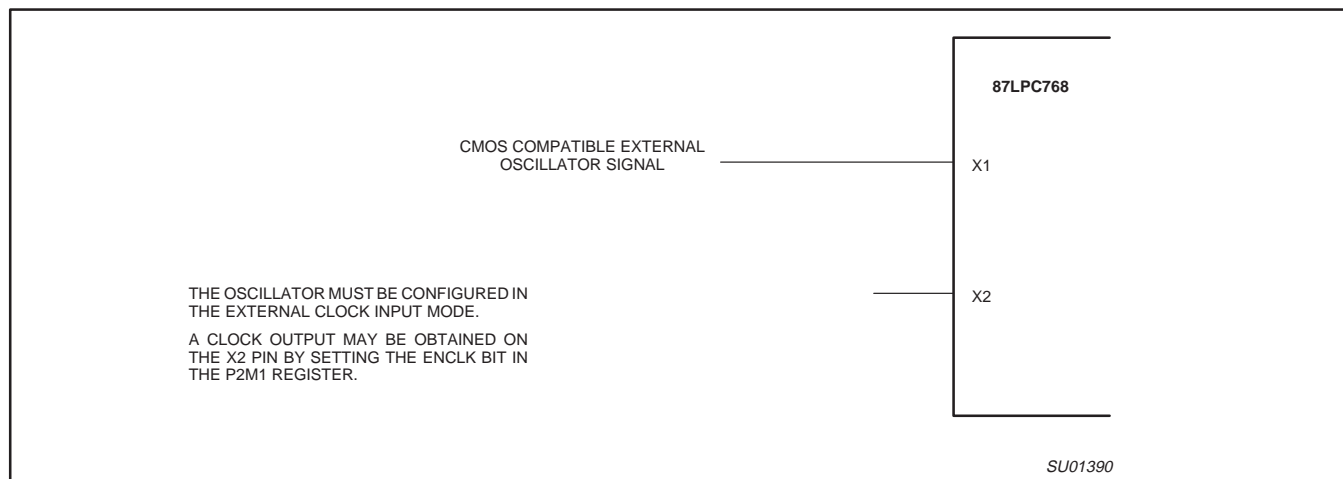 87LPC768
CMOS COMPATIBLE EXTERNAL
OSCILLATOR SIGNAL
X1
X2
THE OSCILLATOR MUST BE CONFIGURED IN
THE EXTERNAL CLOCK INPUT MODE.
A CLOCK OUTPUT MAY BE OBTAINED ON
THE X2 PIN BY SETTING THE ENCLK BIT IN
THE P2M1 REGISTER.
SU01390